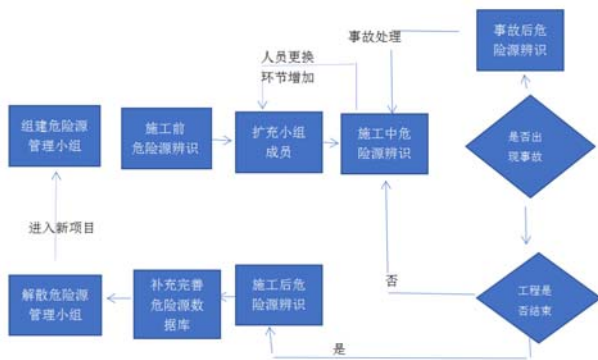 事故处理
事故后危
险源辨识
人员更换
环节增加
组建危险源
管理小组
施工前
危险源辨识
扩充小组
成员
施工中危
险源辨识
是否出
现事故
进入新项目
解散危险源
管理小组
补充完善
危险源数
据库
施工后危
险源辨识
否
工程是
否结束
是